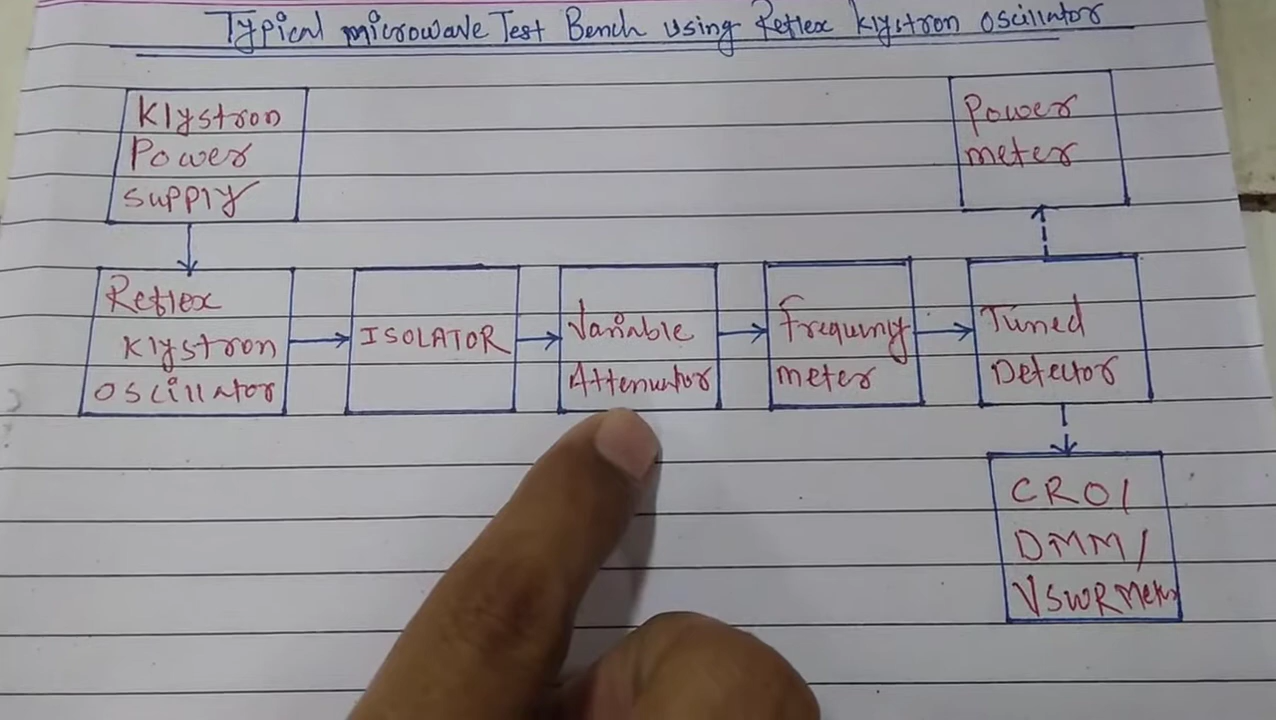 Typical microwave Test Bench using Reflex klystron oscillator
Klystron
Power
supply
Power
meter
Reflex
Klystron
oscillator
ISOLATOR
Variable
Attenuator
frequency
meter
Tuned
Detector
CRO/
DMM/
VSWR Meter